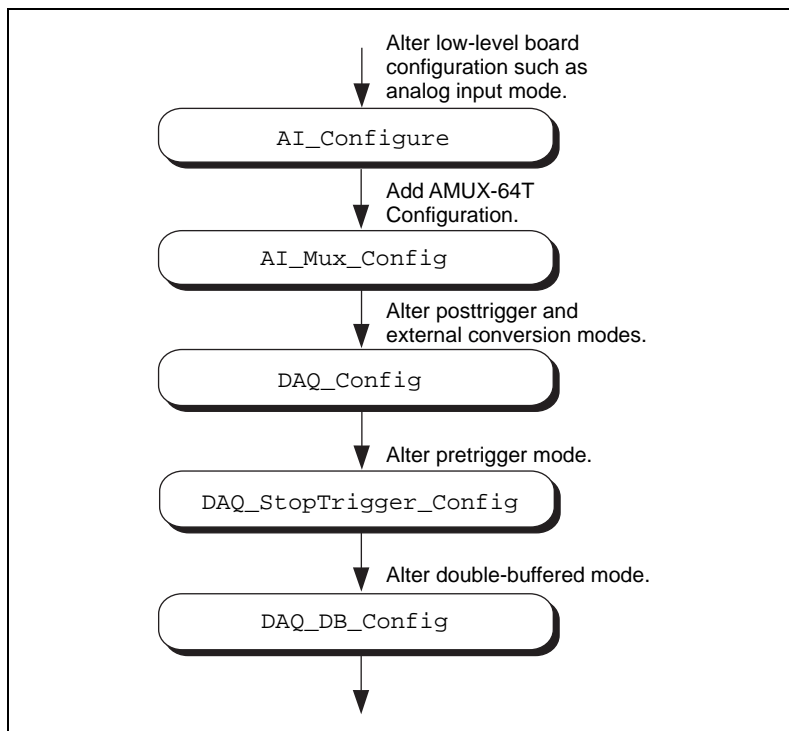 Alter low-level board
configuration such as
analog input mode.
AI_Configure
Add AMUX-64T
Configuration.
AI_Mux_Config
Alter posttrigger and
external conversion modes.
DAQ_Config
Alter pretrigger mode.
DAQ_StopTrigger_Config
Alter double-buffered mode.
DAQ_DB_Config